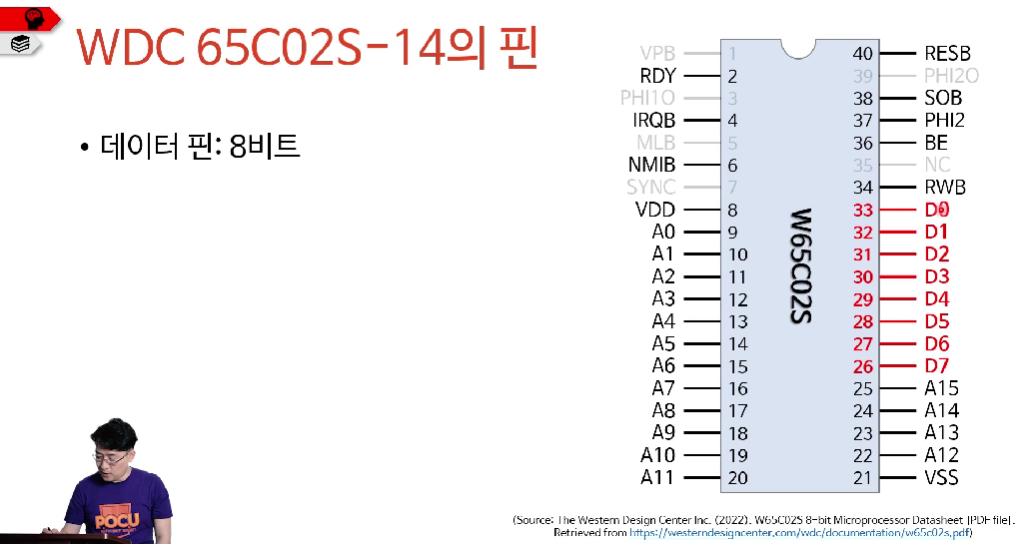 WDC 65C02S-14의 핀
• 데이터 핀: 8비트
VPB 1 40 RESB
RDY 2 39 PHI2O
PHI1O 3 38 SOB
IRQB 4 37 PHI2
MLB 5 36 BE
NMIB 6 35 NC
SYNC 7 34 RWB
VDD 8 33 D0
A0 9 32 D1
A1 10 31 D2
A2 11 30 D3
A3 12 29 D4
A4 13 28 D5
A5 14 27 D6
A6 15 26 D7
A7 16 25 A15
A8 17 24 A14
A9 18 23 A13
A10 19 22 A12
A11 20 21 VSS
W65C02S
POCU
(Source: The Western Design Center Inc. (2022). W65C02S 8-bit Microprocessor Datasheet [PDF file].
Retrieved from https://westerndesigncenter.com/wdc/documentation/w65c02s.pdf)